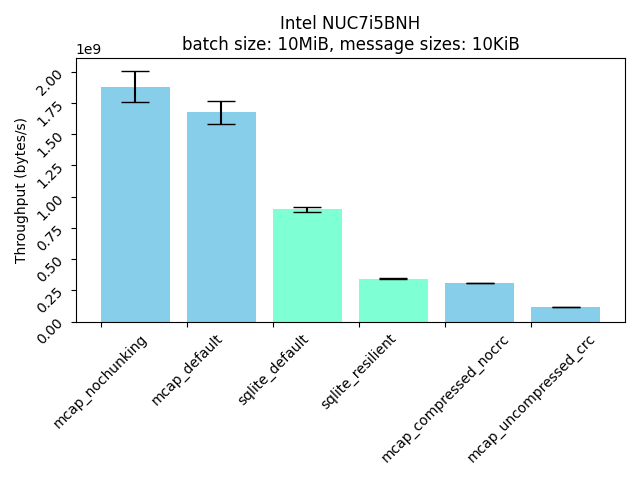 Intel NUC7i5BNH
batch size: 10MiB, message sizes: 10KiB
1e9
2.00
1.75
1.50
1.25
1.00
0.75
0.50
0.25
0.00
Throughput (bytes/s)
mcap_nochunking
mcap_default
sqlite_default
sqlite_resilient
mcap_compressed_nocrc
mcap_uncompressed_crc